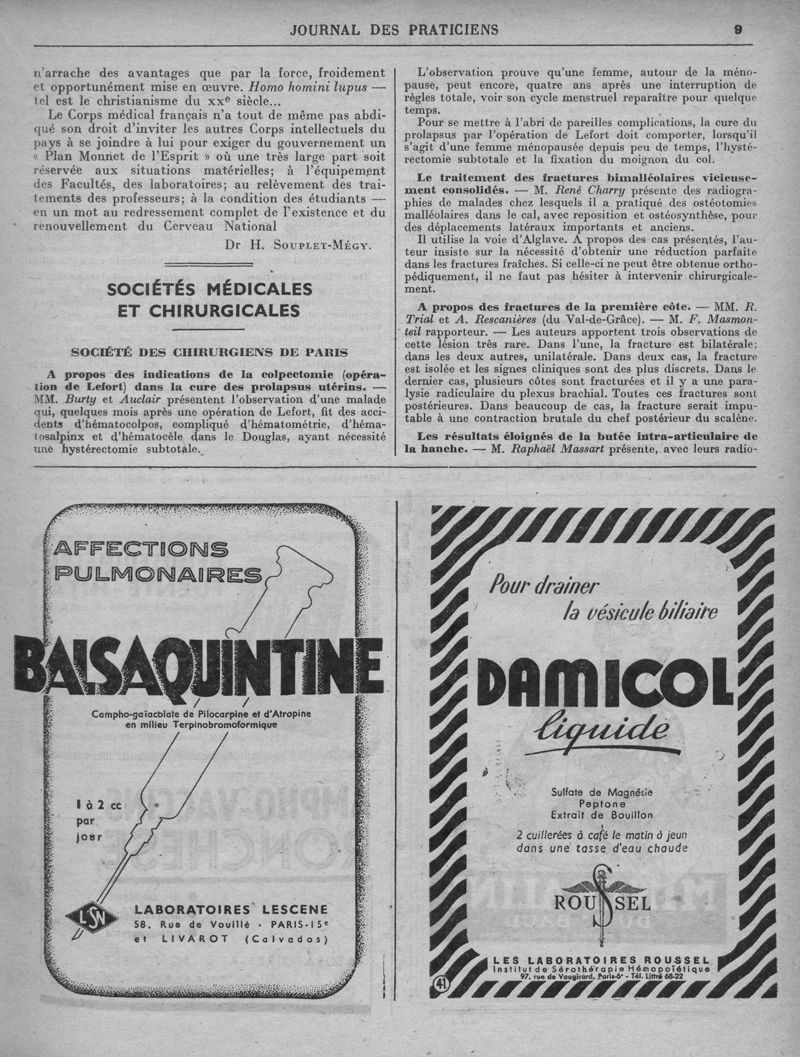 JOURNAL DES PRATICIENS
9
n'arrache des avantages que par la force, froidement
et opportunément mise en œuvre. Homo homini lupus —
tel est le christianisme du XXe siècle...
Le Corps médical français n'a tout de même pas abdi-
qué son droit d'inviter les autres Corps intellectuels du
pays à se joindre à lui pour exiger du gouvernement un
« Plan Monnet de l'Esprit » où une très large part soit
réservée aux situations matérielles; à l'équipement
des Facultés, des laboratoires; au relèvement des trai-
tements des professeurs; à la condition des étudiants —
en un mot au redressement complet de l'existence et du
renouvellement du Cerveau National
Dr H. SOUPLET-MÉGY.
SOCIÉTÉS MÉDICALES
ET CHIRURGICALES
SOCIÉTÉ DES CHIRURGIENS DE PARIS
A propos des indications de la colpectomie (opéra-
tion de Lefort) dans la cure des prolapsus utérins. —
MM. Burty et Auclair présentent l'observation d'une malade
qui, quelques mois après une opération de Lefort, fit des acci-
dents d'hématocolpos, compliqué d'hématométrie, d'héma-
tosalpinx et d'hématocèle dans le Douglas, ayant nécessité
une hystérectomie subtotale.
L'observation prouve qu'une femme, autour de la méno-
pause, peut encore, quatre ans après une interruption de
règles totale, voir son cycle menstruel reparaître pour quelque
temps.
Pour se mettre à l'abri de pareilles complications, la cure du
prolapsus par l'opération de Lefort doit comporter, lorsqu'il
s'agit d'une femme ménopausée depuis peu de temps, l'hysté-
rectomie subtotale et la fixation du moignon du col.
Le traitement des fractures bimalléolaires vicieuse-
ment consolidés. — M. René Charry présente des radiogra-
phies de malades chez lesquels il a pratiqué des ostéotomies
malléolaires dans le cal, avec reposition et ostéosynthèse, pour
des déplacements latéraux importants et anciens.
Il utilise la voie d'Alglave. A propos des cas présentés, l'au-
teur insiste sur la nécessité d'obtenir une réduction parfaite
dans les fractures fraîches. Si celle-ci ne peut être obtenue ortho-
pédiquement, il ne faut pas hésiter à intervenir chirurgicale-
ment.
A propos des fractures de la première côte. — MM. R.
Trial et A. Rescanières (du Val-de-Grâce). — M. F. Masmon-
teil rapporteur. — Les auteurs apportent trois observations de
cette lésion très rare. Dans l'une, la fracture est bilatérale;
dans les deux autres, unilatérale. Dans deux cas, la fracture
est isolée et les signes cliniques sont des plus discrets. Dans le
dernier cas, plusieurs côtes sont fracturées et il y a une para-
lysie radiculaire du plexus brachial. Toutes ces fractures sont
postérieures. Dans beaucoup de cas, la fracture serait impu-
table à une contraction brutale du chef postérieur du scalène.
Les résultats éloignés de la butée intra-articulaire de
la hanche. — M. Raphaël Massart présente, avec leurs radio-
AFFECTIONS
PULMONAIRES
BALSAQUINTINE
Campho-gaïacolate de Pilocarpine et d'Atropine
en milieu Terpinobromoformique
1 à 2 cc
par
jour
LSN
LABORATOIRES LESCENE
58, Rue de Vouillé - PARIS-15e
et LIVAROT (Calvados)
Pour drainer
la vésicule biliaire
DAMICOL
liquide
Sulfate de Magnésie
Peptone
Extrait de Bouillon
2 cuillerées à café le matin à jeun
dans une tasse d'eau chaude
ROUSSEL
LES LABORATOIRES ROUSSEL
Institut de Sérothérapie Hémopoïétique
97, rue de Vaugirard, Paris-6e - Tél. Littré 68-22
41